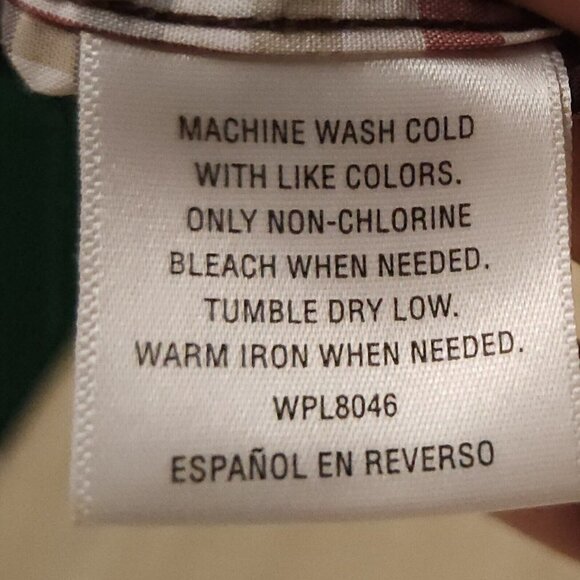 MACHINE WASH COLD
WITH LIKE COLORS.
ONLY NON-CHLORINE
BLEACH WHEN NEEDED.
TUMBLE DRY LOW.
WARM IRON WHEN NEEDED.
WPL8046
ESPAÑOL EN REVERSO